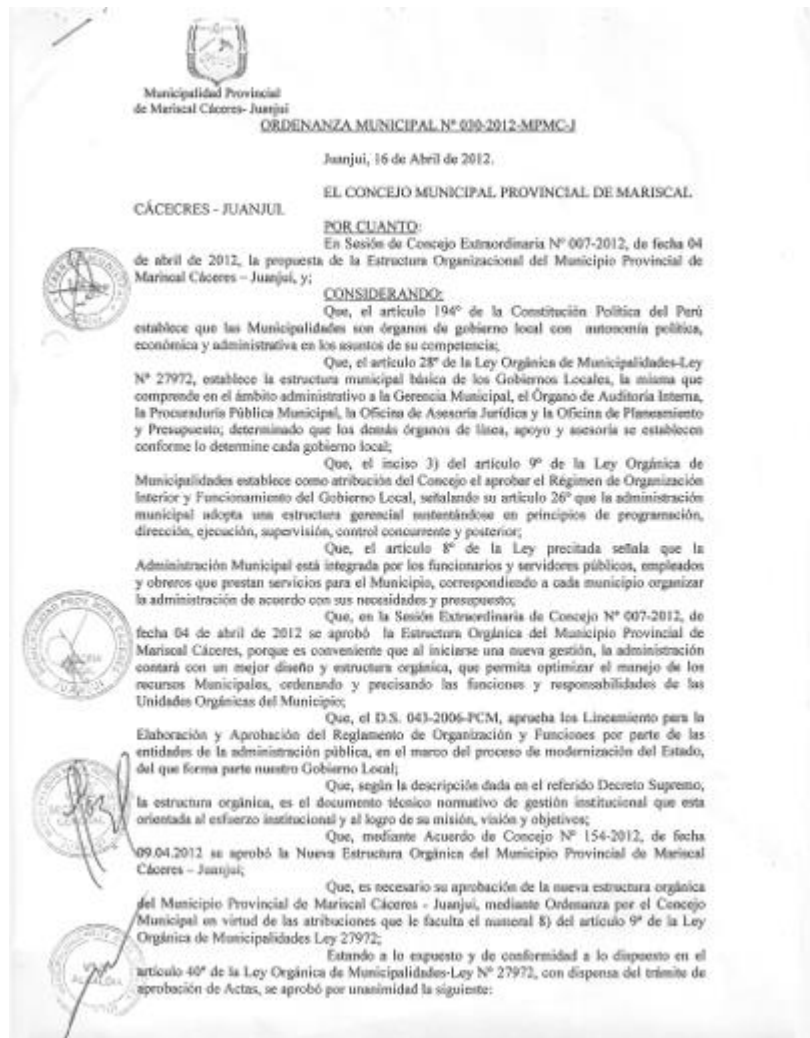 Municipalidad Provincial
de Mariscal Cáceres- Juanjui
ORDENANZA MUNICIPAL Nº 030-2012-MPMC-J
Juanjui, 16 de Abril de 2012.
EL CONCEJO MUNICIPAL PROVINCIAL DE MARISCAL
CÁCECRES - JUANJUI.
POR CUANTO:
En Sesión de Concejo Extraordinaria Nº 007-2012, de fecha 04
de abril de 2012, la propuesta de la Estructura Organizacional del Municipio Provincial de
Mariscal Cáceres – Juanjui, y;
CONSIDERANDO:
Que, el artículo 194º de la Constitución Política del Perú
establece que las Municipalidades son órganos de gobierno local con autonomía política,
económica y administrativa en los asuntos de su competencia;
Que, el artículo 28º de la Ley Orgánica de Municipalidades-Ley
Nº 27972, establece la estructura municipal básica de los Gobiernos Locales, la misma que
comprende en el ámbito administrativo a la Gerencia Municipal, el Órgano de Auditoria Interna,
la Procuraduría Pública Municipal, la Oficina de Asesoría Jurídica y la Oficina de Planeamiento
y Presupuesto; determinado que los demás órganos de línea, apoyo y asesoría se establecen
conforme lo determine cada gobierno local;
Que, el inciso 3) del artículo 9º de la Ley Orgánica de
Municipalidades establece como atribución del Concejo el aprobar el Régimen de Organización
Interior y Funcionamiento del Gobierno Local, señalando su artículo 26º que la administración
municipal adopta una estructura gerencial sustentándose en principios de programación,
dirección, ejecución, supervisión, control concurrente y posterior;
Que, el artículo 8º de la Ley precitada señala que la
Administración Municipal está integrada por los funcionarios y servidores públicos, empleados
y obreros que prestan servicios para el Municipio, correspondiendo a cada municipio organizar
la administración de acuerdo con sus necesidades y presupuesto;
Que, en la Sesión Extraordinaria de Concejo Nº 007-2012, de
fecha 04 de abril de 2012 se aprobó la Estructura Orgánica del Municipio Provincial de
Mariscal Cáceres, porque es conveniente que al iniciarse una nueva gestión, la administración
contará con un mejor diseño y estructura orgánica, que permita optimizar el manejo de los
recursos Municipales, ordenando y precisando las funciones y responsabilidades de las
Unidades Orgánicas del Municipio;
Que, el D.S. 043-2006-PCM, aprueba los Lineamiento para la
Elaboración y Aprobación del Reglamento de Organización y Funciones por parte de las
entidades de la administración pública, en el marco del proceso de modernización del Estado,
del que forma parte nuestro Gobierno Local;
Que, según la descripción dada en el referido Decreto Supremo,
la estructura orgánica, es el documento técnico normativo de gestión institucional que esta
orientada al esfuerzo institucional y al logro de su misión, visión y objetivos;
Que, mediante Acuerdo de Concejo Nº 154-2012, de fecha
09.04.2012 se aprobó la Nueva Estructura Orgánica del Municipio Provincial de Mariscal
Cáceres – Juanjui;
Que, es necesario su aprobación de la nueva estructura orgánica
del Municipio Provincial de Mariscal Cáceres - Juanjui, mediante Ordenanza por el Concejo
Municipal en virtud de las atribuciones que le faculta el numeral 8) del artículo 9º de la Ley
Orgánica de Municipalidades Ley 27972;
Estando a lo expuesto y de conformidad a lo dispuesto en el
artículo 40º de la Ley Orgánica de Municipalidades-Ley Nº 27972, con dispensa del trámite de
aprobación de Actas, se aprobó por unanimidad la siguiente:
ALCALDIA